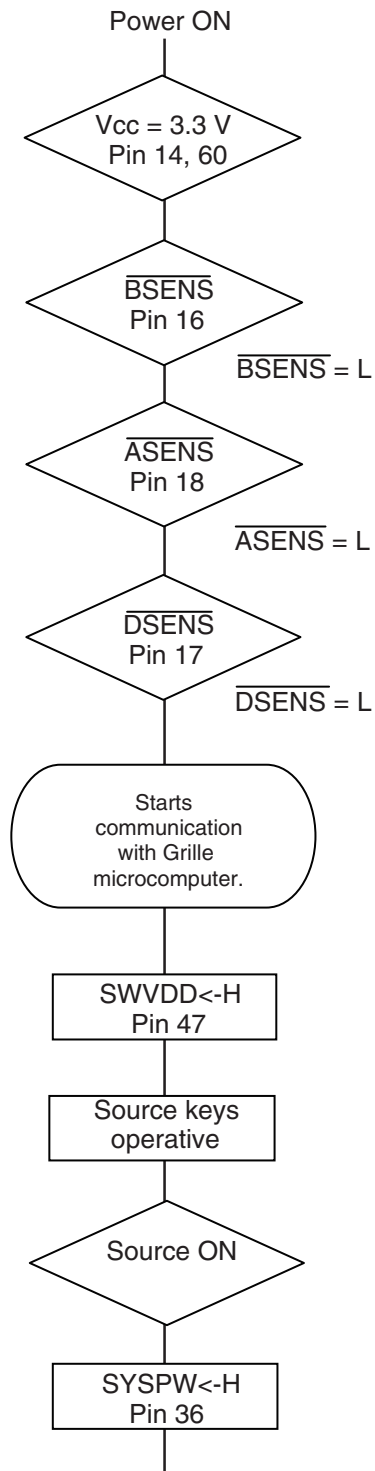 Power ON
Vcc = 3.3 V
Pin 14, 60
BSENS
Pin 16
BSENS = L
ASENS
Pin 18
ASENS = L
DSENS
Pin 17
DSENS = L
Starts
communication
with Grille
microcomputer.
SWVDD<-H
Pin 47
Source keys
operative
Source ON
SYSPW<-H
Pin 36